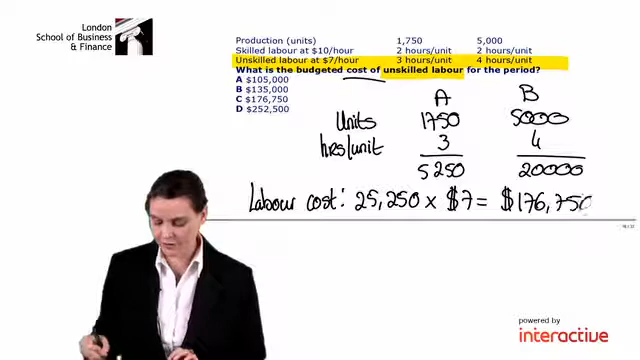 London
School of Business
& Finance
Production (units) 1,750 5,000
Skilled labour at $10/hour 2 hours/unit 2 hours/unit
Unskilled labour at $7/hour 3 hours/unit 4 hours/unit
What is the budgeted cost of unskilled labour for the period?
A $105,000
B $135,000
C $176,750
D $252,500
A B
Units 1750 5000
hrs/unit 3 4
5250 20000
Labour cost: 25,250 x $7 = $176,750
powered by
interactive